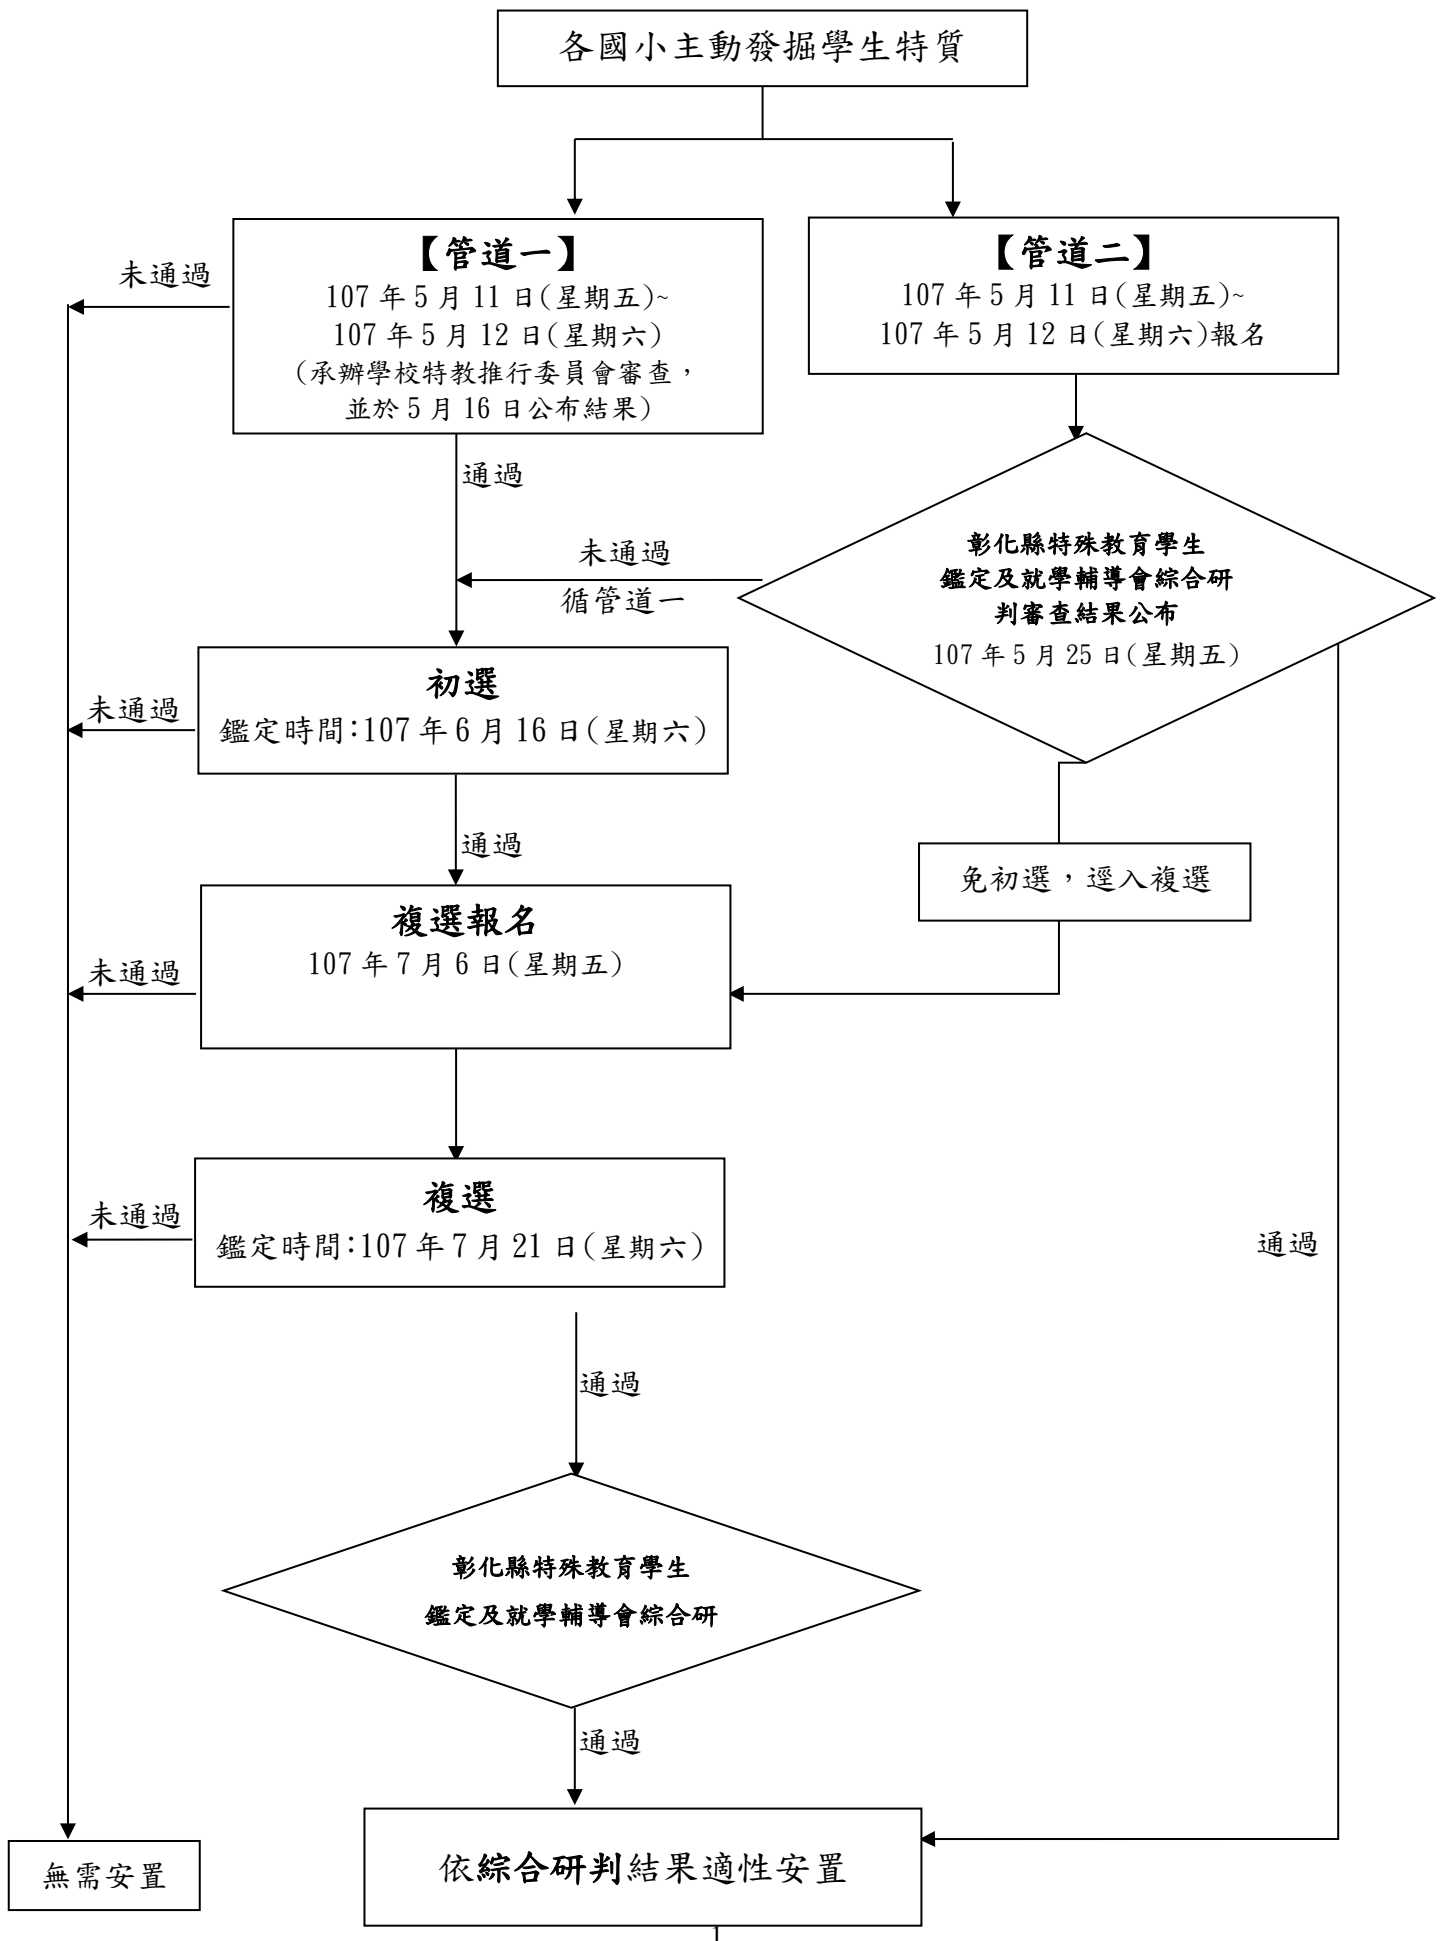 各國小主動發掘學生特質
【管道一】
107 年 5 月 11 日(星期五)~
107 年 5 月 12 日(星期六)
(承辦學校特教推行委員會審查，
並於 5 月 16 日公布結果)
【管道二】
107 年 5 月 11 日(星期五)~
107 年 5 月 12 日(星期六)報名
未通過
通過
彰化縣特殊教育學生
鑑定及就學輔導會綜合研
判審查結果公布
107 年 5 月 25 日(星期五)
未通過
循管道一
初選
鑑定時間:107 年 6 月 16 日(星期六)
未通過
通過
免初選，逕入複選
複選報名
107 年 7 月 6 日(星期五)
未通過
複選
鑑定時間:107 年 7 月 21 日(星期六)
未通過
通過
通過
彰化縣特殊教育學生
鑑定及就學輔導會綜合研
通過
無需安置
依綜合研判結果適性安置